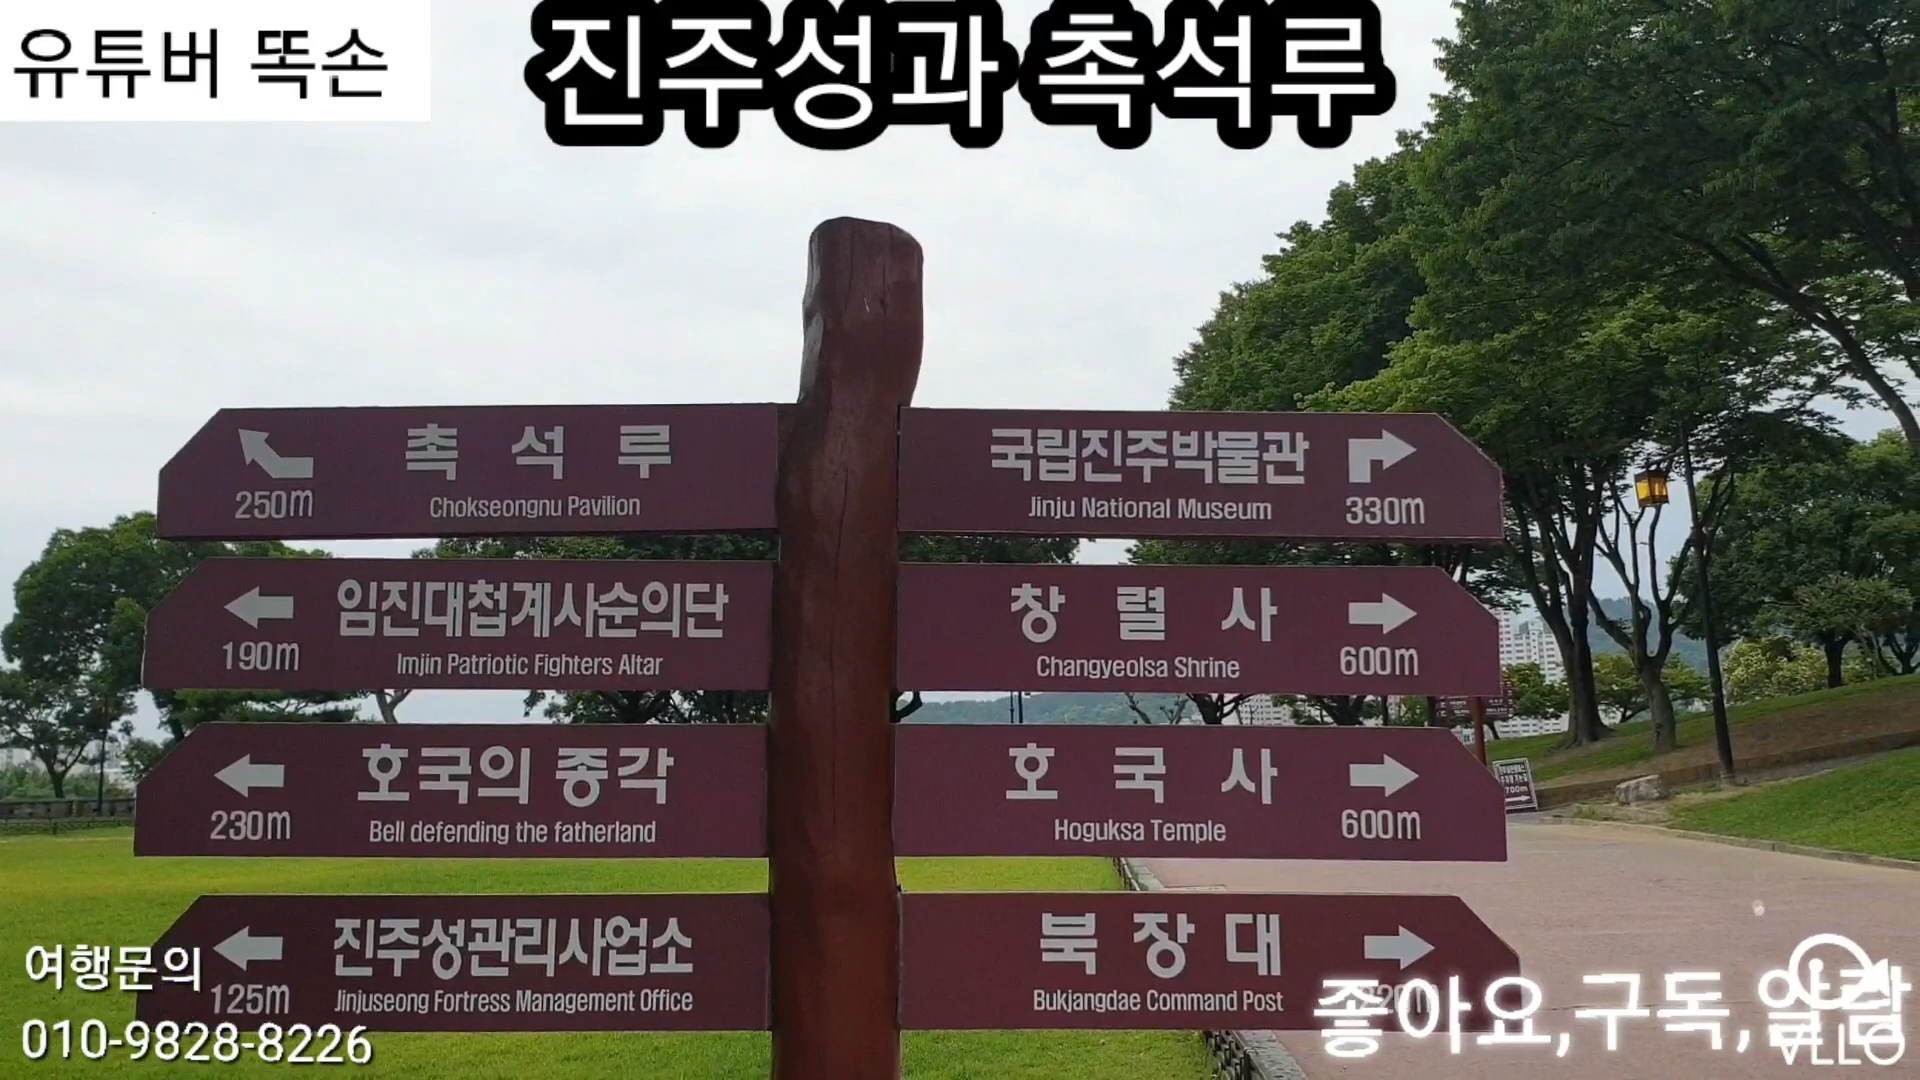 유튜버 똑손
진주성과 촉석루
촉석루
250m
Chokseongnu Pavilion
국립진주박물관
Jinju National Museum
330m
임진대첩계사순의단
190m
Imjin Patriotic Fighters Altar
창렬사
Changyeolsa Shrine
600m
호국의 종각
230m
Bell defending the fatherland
호국사
Hoguksa Temple
600m
진주성관리사업소
125m
Jinjuseong Fortress Management Office
북장대
Bukjangdae Command Post
여행문의
010-9828-8226
좋아요,구독,알람
VLLO